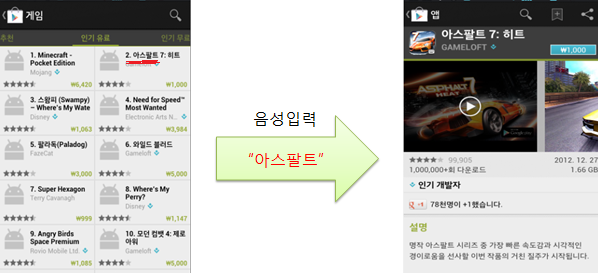 게임
추천
인기 유료
인기 무료
1. Minecraft -
Pocket Edition
Mojang
₩6,420
2. 아스팔트 7: 히트
Gameloft
₩1,000
3. 스왐피 (Swampy)
– Where's My Wate
Disney
₩1,063
4. Need for Speed™
Most Wanted
Electronic Arts N..
₩3,984
5. 팔라독(Paladog)
FazeCat
₩3,000
6. 와일드 블러드
Gameloft
₩5,000
7. Super Hexagon
Terry Cavanagh
₩999
8. Where's My
Perry?
Disney
₩1,147
9. Angry Birds
Space Premium
Rovio Mobile Ltd.
₩1,085
10. 모던 컴뱃 4: 제로
아워
Gameloft
₩5,000
음성입력
"아스팔트"
앱
아스팔트 7: 히트
GAMELOFT
₩1,000
ASPHALT 7
HEAT
99,905
2012. 12. 27
1,000,000+회 다운로드
1.66 GB
인기 개발자
78천명이 +1했습니다.
설명
명작 아스팔트 시리즈 중 가장 빠른 속도감과 시각적인
경이로움을 선사할 이번 작품의 거친 질주가 시작됩니다.